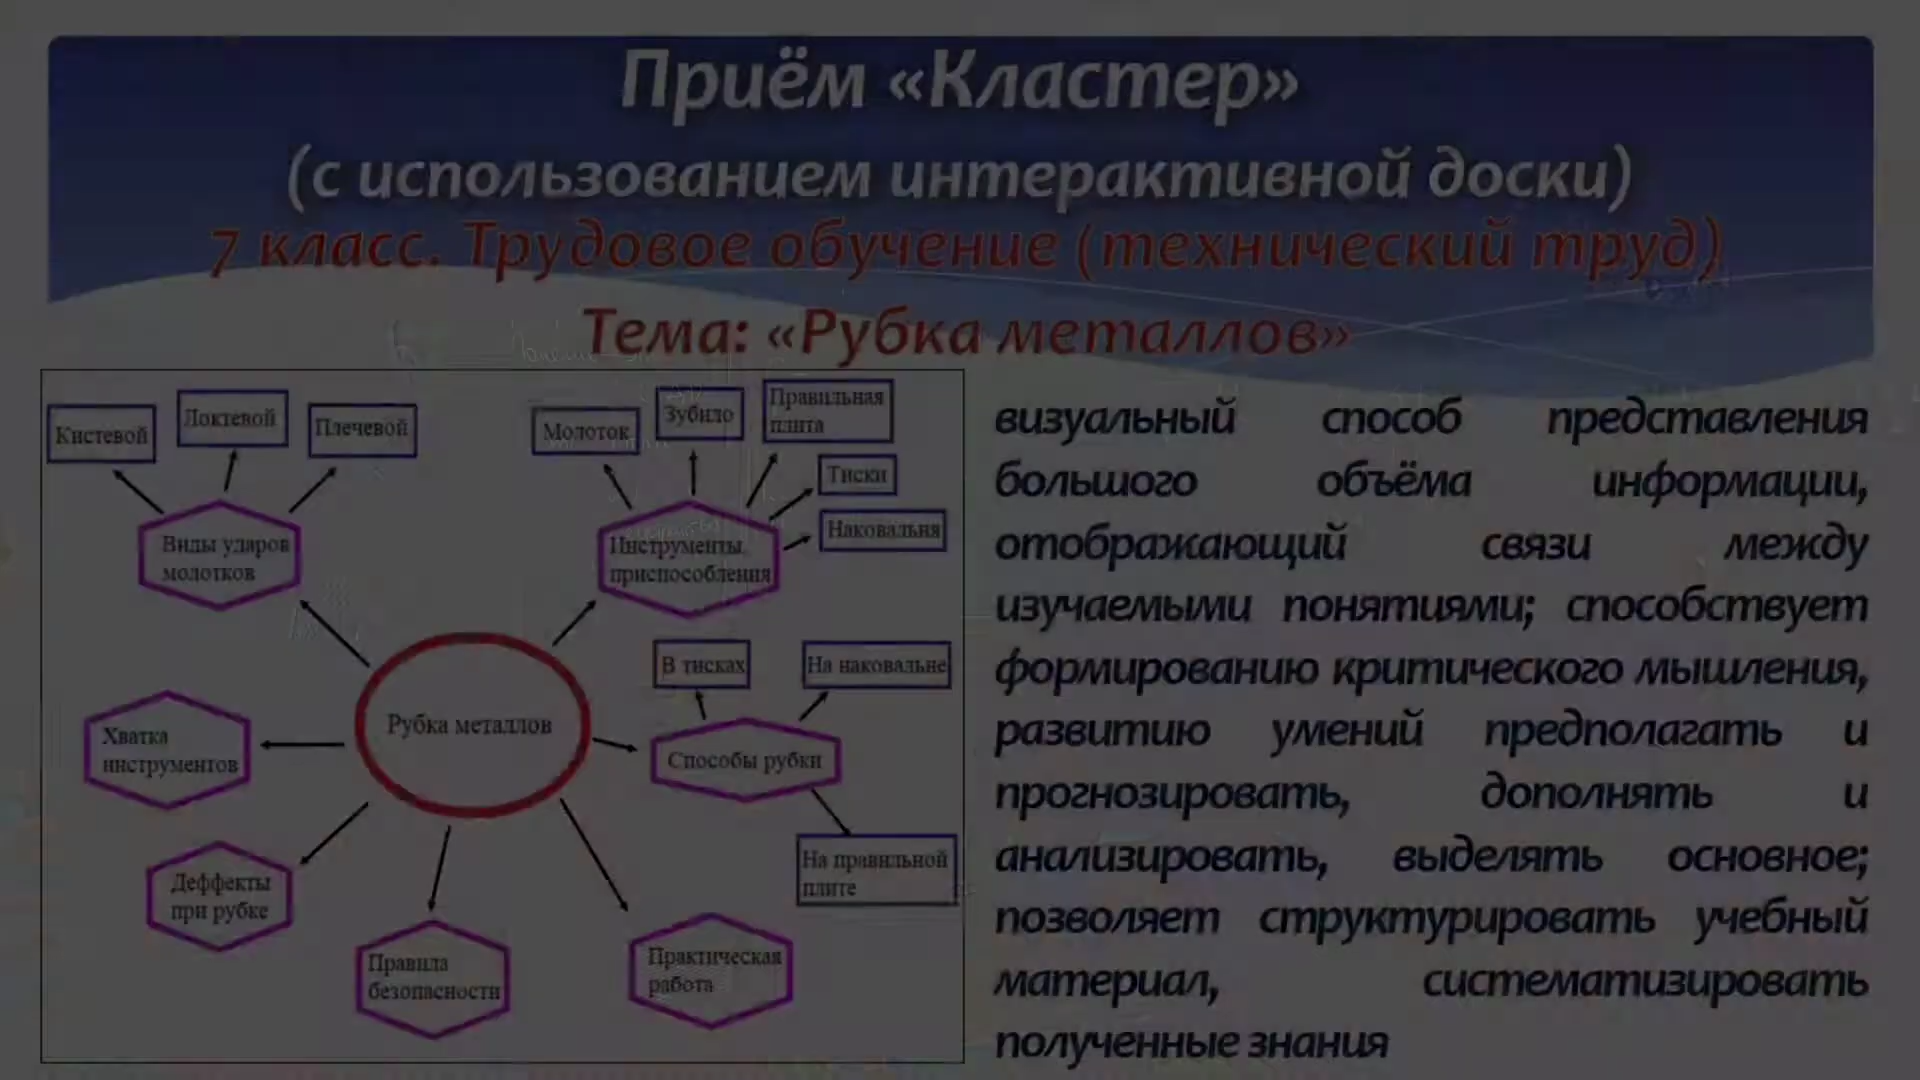 Приём «Кластер»
(с использованием интерактивной доски)
7 класс. Трудовое обучение (технический труд)
Тема: «Рубка металлов»
Кистевой
Локтевой
Плечевой
Виды ударов
молотков
Молоток
Зубило
Правильная
плита
Тиски
Наковальня
Инструменты,
приспособления
Рубка металлов
Хватка
инструментов
В тисках
На наковальне
Способы рубки
На правильной
плите
Деффекты
при рубке
Правила
безопасности
Практическая
работа
визуальный способ представления
большого объёма информации,
отображающий связи между
изучаемыми понятиями; способствует
формированию критического мышления,
развитию умений предполагать и
прогнозировать, дополнять и
анализировать, выделять основное;
позволяет структурировать учебный
материал, систематизировать
полученные знания